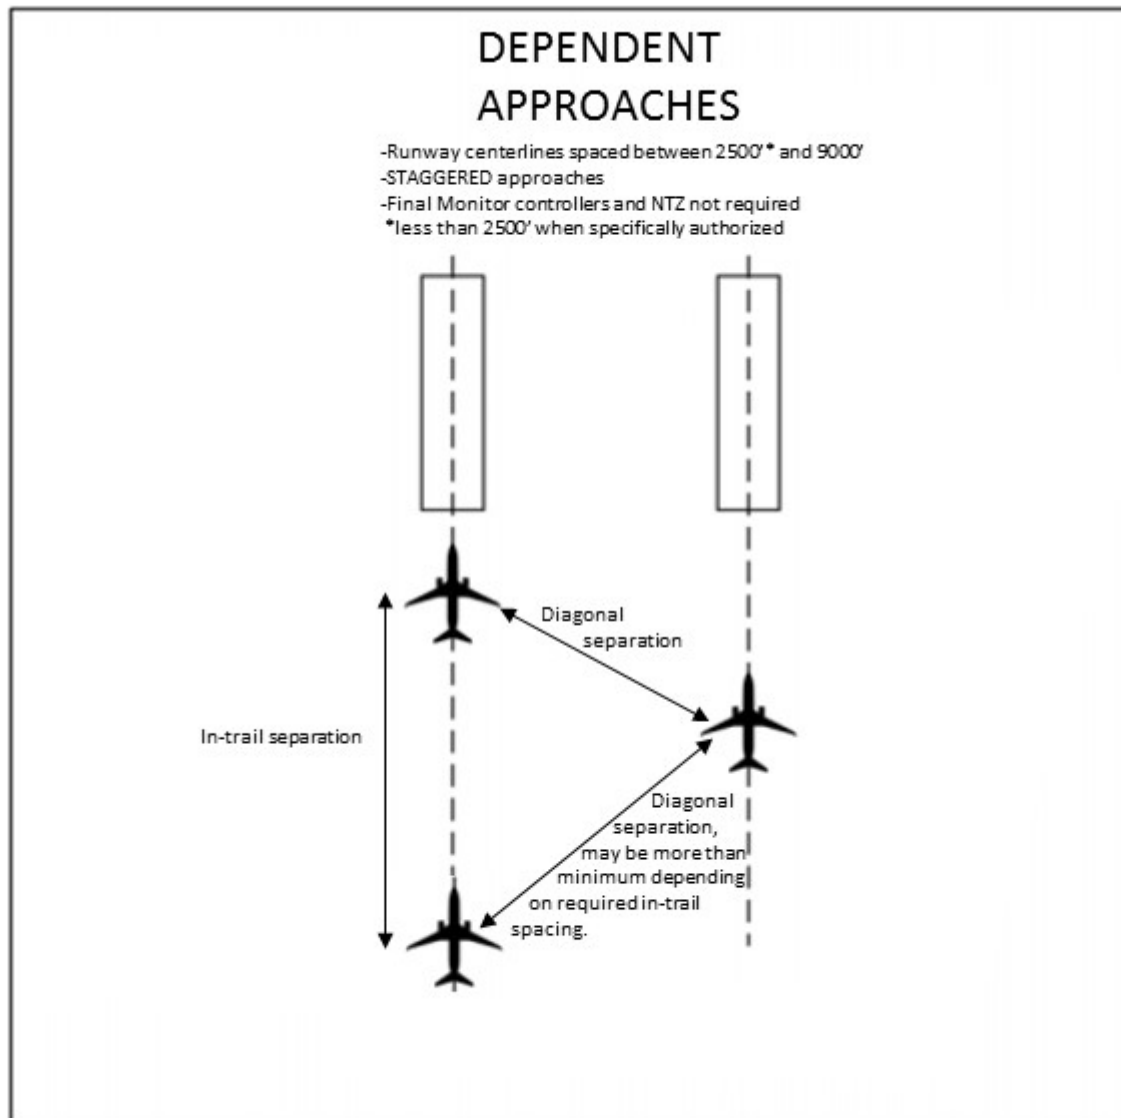 DEPENDENT
APPROACHES
-Runway centerlines spaced between 2500'* and 9000'
-STAGGERED approaches
-Final Monitor controllers and NTZ not required
*less than 2500' when specifically authorized
Diagonal
separation
In-trail separation
Diagonal
separation,
may be more than
minimum depending
on required in-trail
spacing.